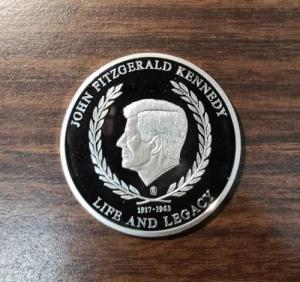 JOHN FITZGERALD KENNEDY
1917-1963
LIFE AND LEGACY